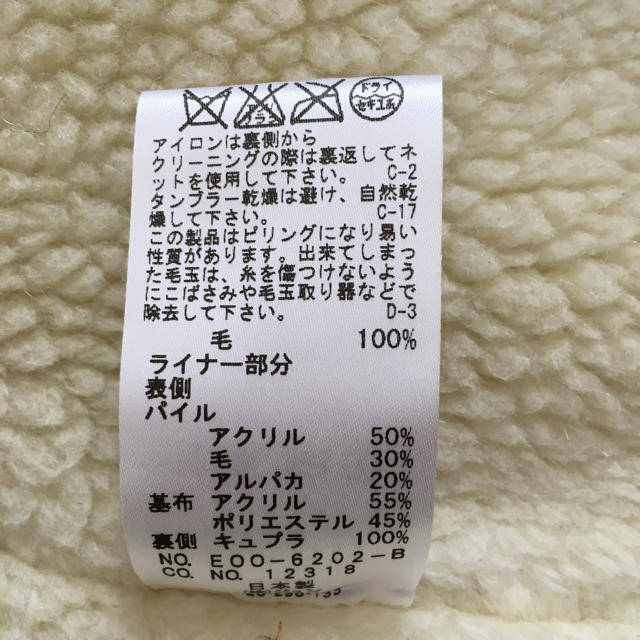 ドライ
セキユ系
アイロンは裏側から
クリーニングの際は裏返してネ
ットを使用して下さい。 C-2
タンブラー乾燥は避け、自然乾
燥して下さい。 C-17
この製品はピリングになり易い
性質があります。出来てしまっ
た毛玉は、糸を傷つけないよう
ににこばさみや毛玉取り器などで
除去して下さい。 D-3
毛 100%
ライナー部分
表側
パイル
アクリル 50%
毛 30%
アルパカ 20%
基布 アクリル 55%
ポリエステル 45%
裏側 キュプラ 100%
NO. E00-6202-B
CO. NO. 12318
日本製